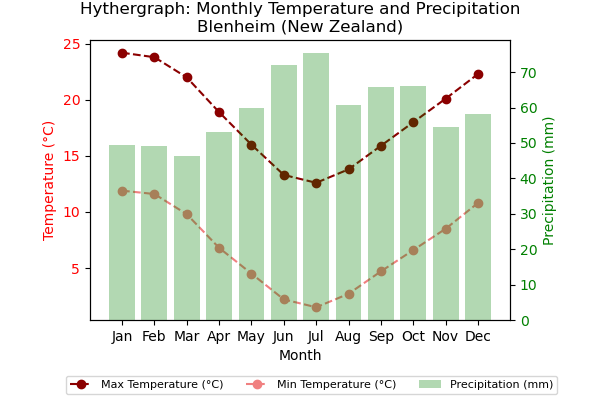 Hythergraph: Monthly Temperature and Precipitation
Blenheim (New Zealand)
25
20
15
10
5
Temperature (°C)
70
60
50
40
30
20
10
0
Precipitation (mm)
Jan Feb Mar Apr May Jun Jul Aug Sep Oct Nov Dec
Month
Max Temperature (°C) Min Temperature (°C) Precipitation (mm)